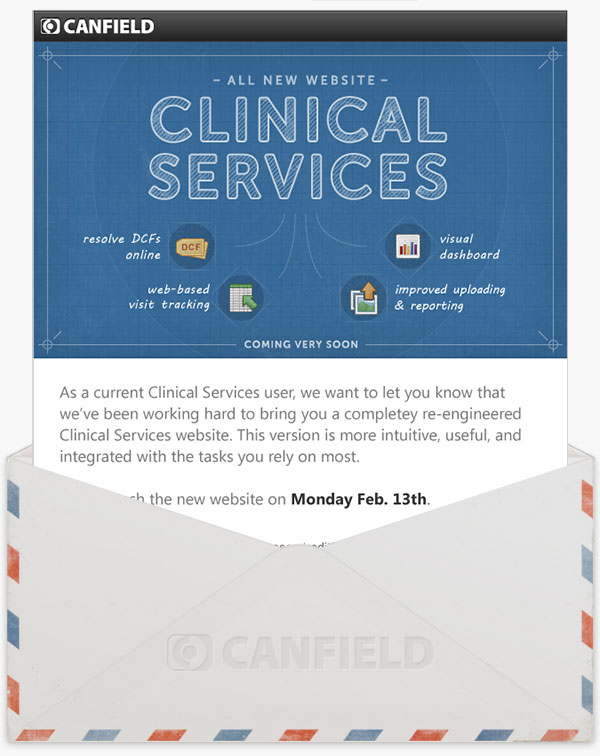 CANFIELD
– ALL NEW WEBSITE –
CLINICAL
SERVICES
resolve DCFs
online
DCF
visual
dashboard
web-based
visit tracking
improved uploading
& reporting
COMING VERY SOON
As a current Clinical Services user, we want to let you know that
we've been working hard to bring you a completey re-engineered
Clinical Services website. This version is more intuitive, useful, and
integrated with the tasks you rely on most.
the new website on Monday Feb. 13th.
CANFIELD